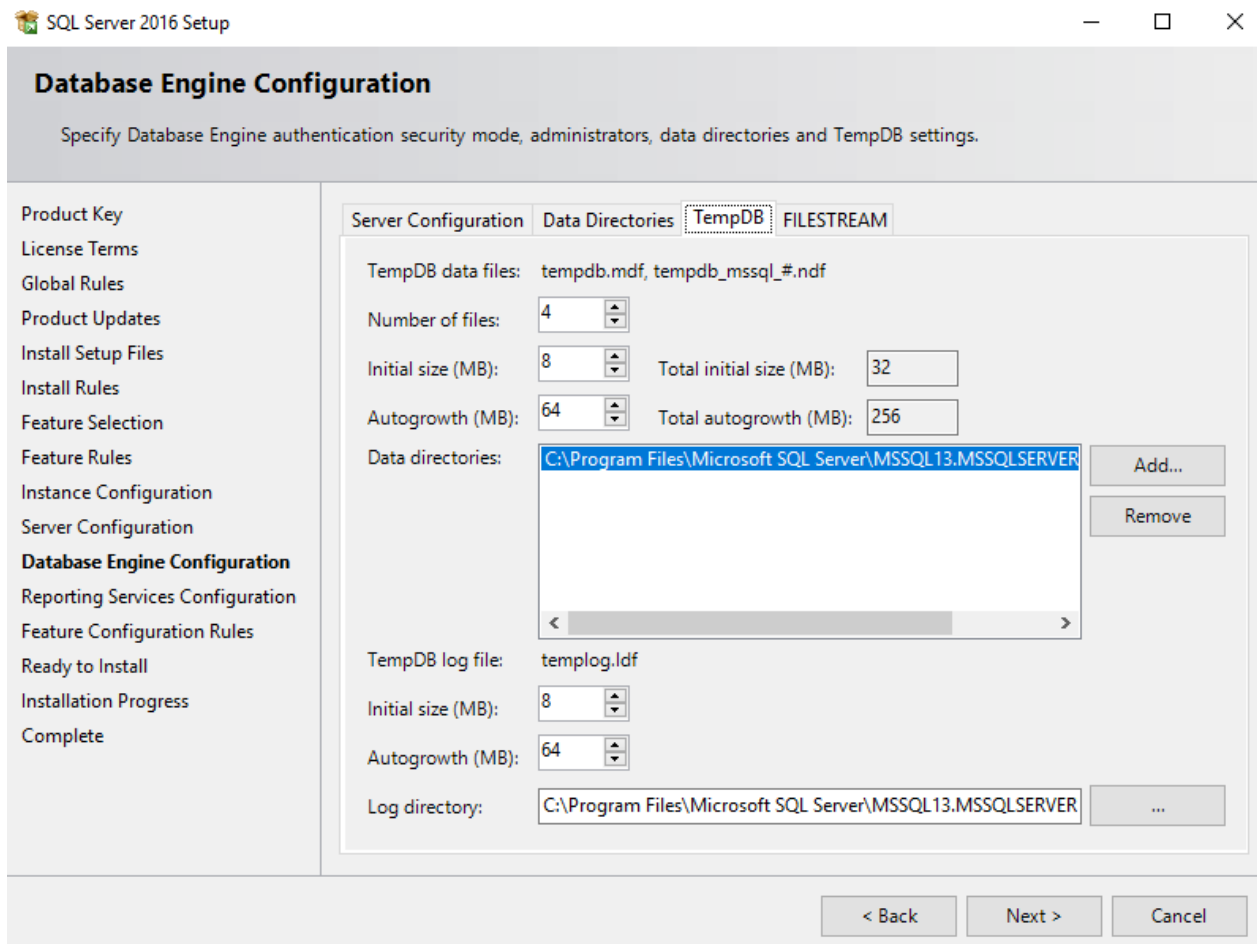 SQL Server 2016 Setup
Database Engine Configuration
Specify Database Engine authentication security mode, administrators, data directories and TempDB settings.
Product Key
License Terms
Global Rules
Product Updates
Install Setup Files
Install Rules
Feature Selection
Feature Rules
Instance Configuration
Server Configuration
Database Engine Configuration
Reporting Services Configuration
Feature Configuration Rules
Ready to Install
Installation Progress
Complete
Server Configuration Data Directories TempDB FILESTREAM
TempDB data files: tempdb.mdf, tempdb_mssql_#.ndf
Number of files: 4
Initial size (MB): 8 Total initial size (MB): 32
Autogrowth (MB): 64 Total autogrowth (MB): 256
Data directories: C:\Program Files\Microsoft SQL Server\MSSQL13.MSSQLSERVER
Add...
Remove
TempDB log file: templog.ldf
Initial size (MB): 8
Autogrowth (MB): 64
Log directory: C:\Program Files\Microsoft SQL Server\MSSQL13.MSSQLSERVER ...
< Back Next > Cancel